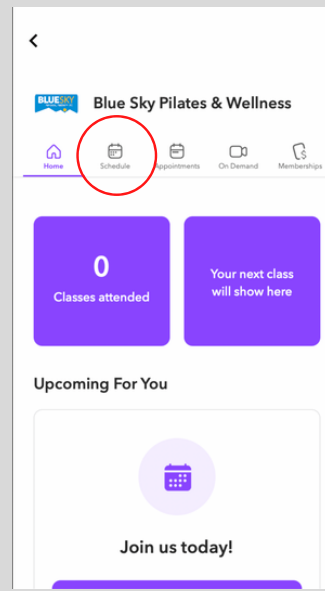 BLUESKY
Blue Sky Pilates & Wellness
Home Schedule Appointments On Demand Memberships
0
Classes attended
Your next class
will show here
Upcoming For You
Join us today!